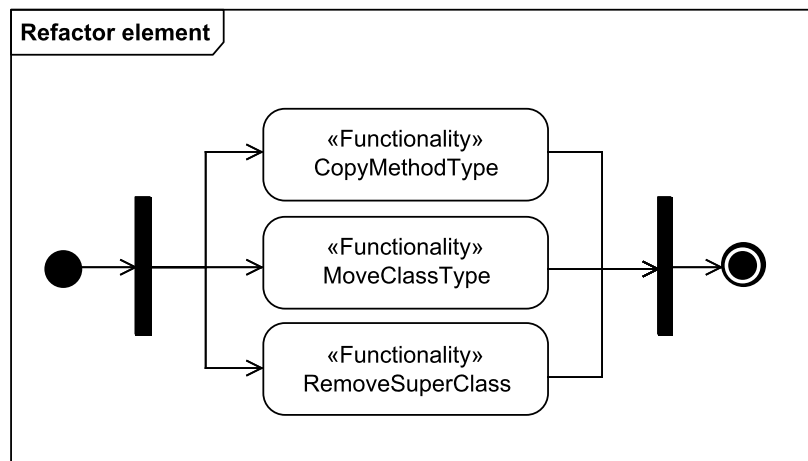 Refactor element
«Functionality»
CopyMethodType
«Functionality»
MoveClassType
«Functionality»
RemoveSuperClass